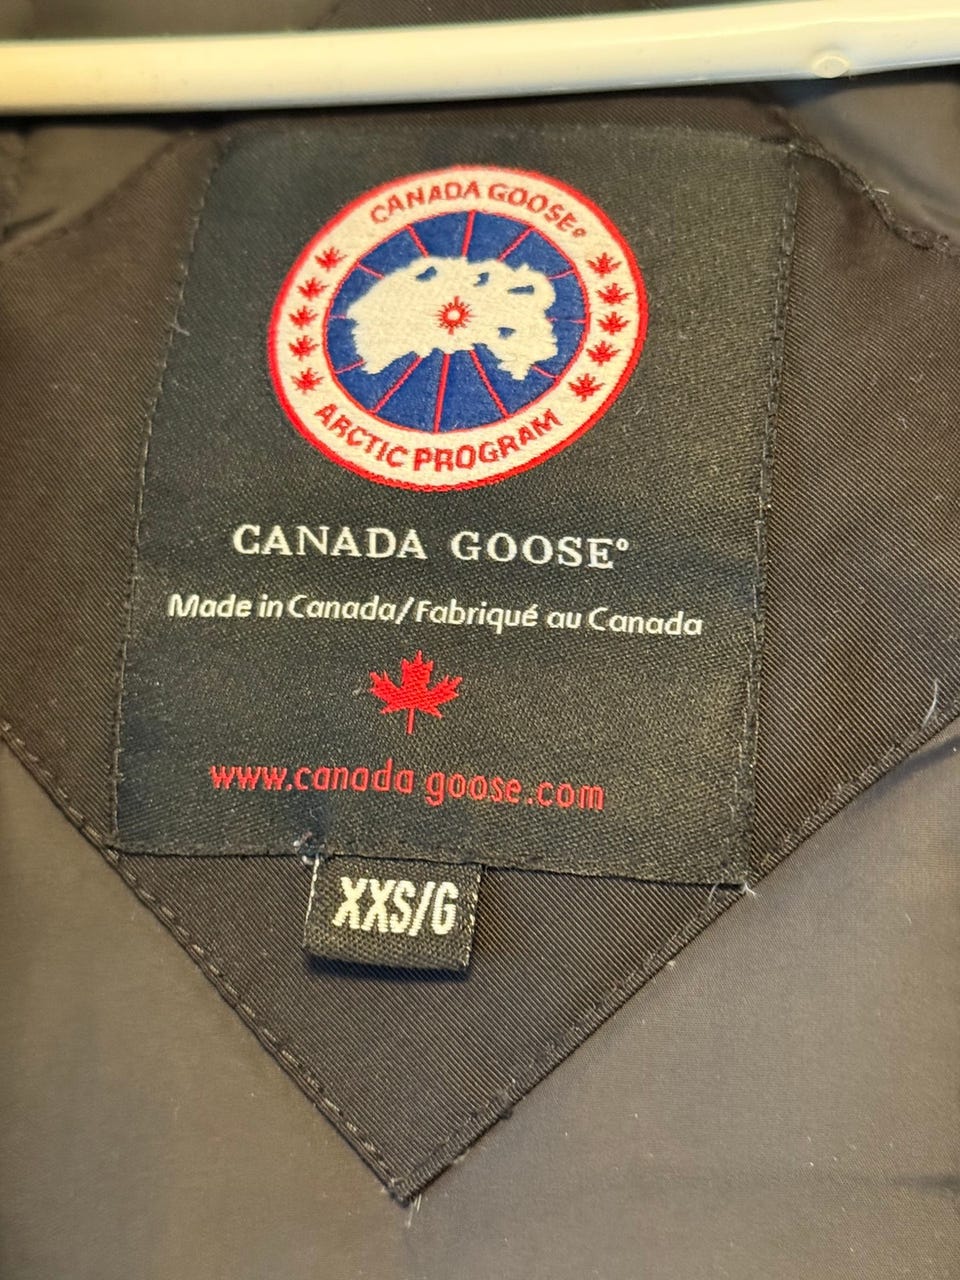 CANADA GOOSE®
ARCTIC PROGRAM
CANADA GOOSE®
Made in Canada/Fabriqué au Canada
www.canada goose.com
XXS/G